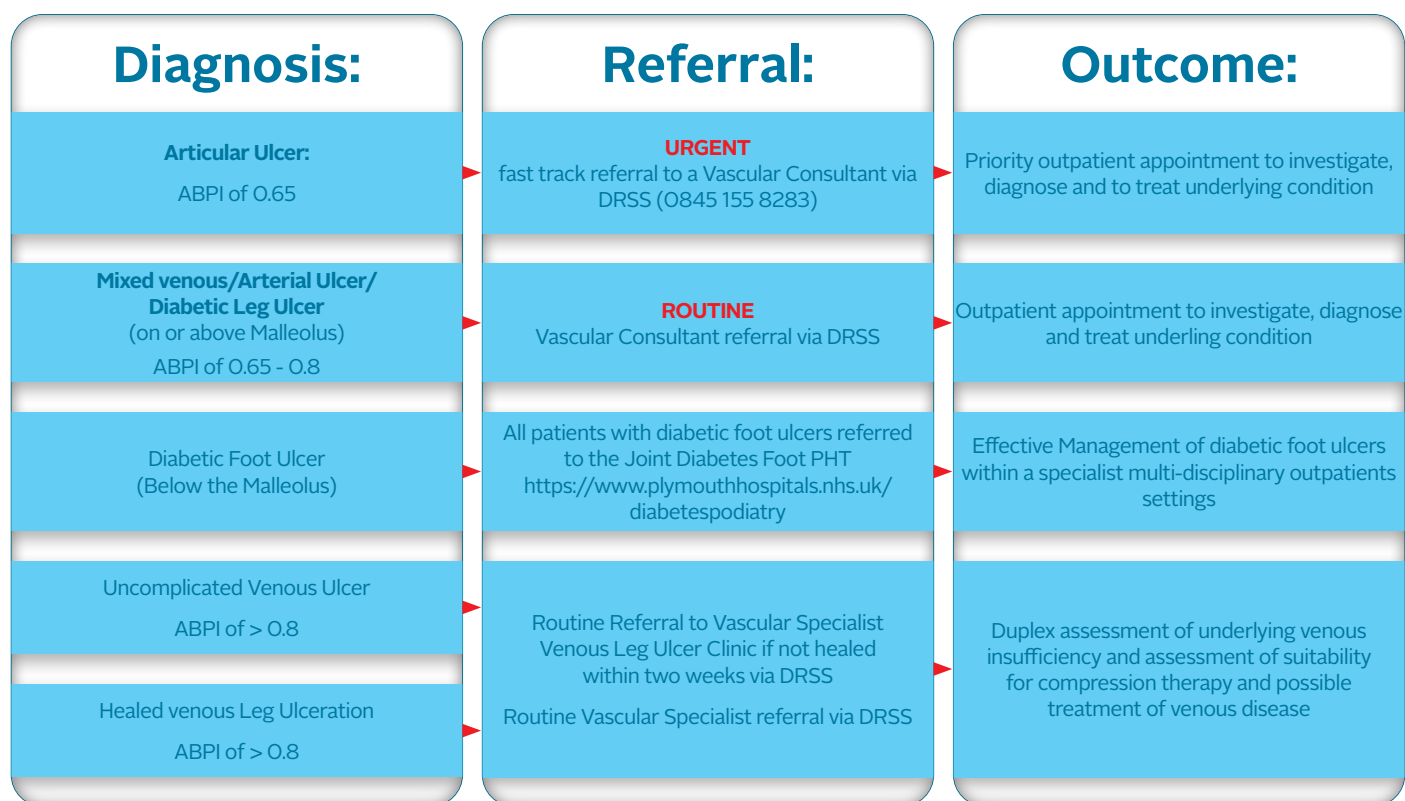 Diagnosis:
Referral:
Outcome:
Articular Ulcer:
ABPI of 0.65
URGENT
fast track referral to a Vascular Consultant via
DRSS (0845 155 8283)
Priority outpatient appointment to investigate,
diagnose and to treat underlying condition
Mixed venous/Arterial Ulcer/
Diabetic Leg Ulcer
(on or above Malleolus)
ABPI of 0.65 - 0.8
ROUTINE
Vascular Consultant referral via DRSS
Outpatient appointment to investigate, diagnose
and treat underling condition
Diabetic Foot Ulcer
(Below the Malleolus)
All patients with diabetic foot ulcers referred
to the Joint Diabetes Foot PHT
https://www.plymouthhospitals.nhs.uk/
diabetespodiatry
Effective Management of diabetic foot ulcers
within a specialist multi-disciplinary outpatients
settings
Uncomplicated Venous Ulcer
ABPI of > 0.8
Healed venous Leg Ulceration
ABPI of > 0.8
Routine Referral to Vascular Specialist
Venous Leg Ulcer Clinic if not healed
within two weeks via DRSS
Routine Vascular Specialist referral via DRSS
Duplex assessment of underlying venous
insufficiency and assessment of suitability
for compression therapy and possible
treatment of venous disease